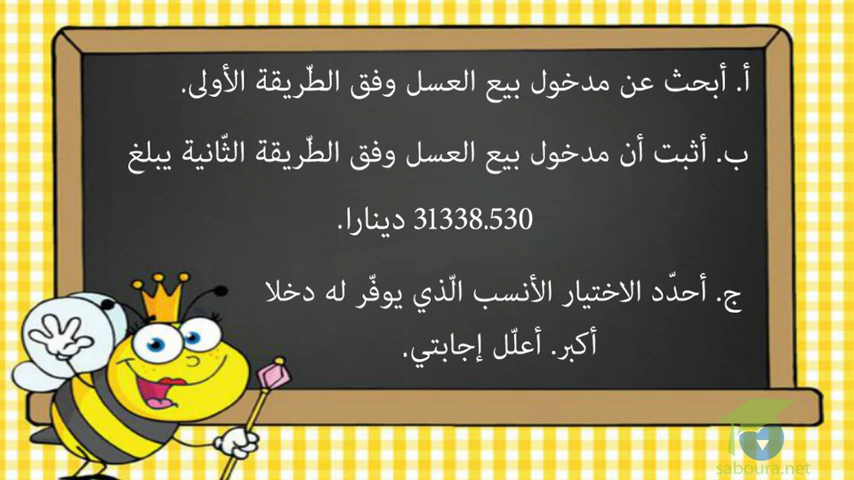 أ. أبحث عن مدخول بيع العسل وفق الطّريقة الأولى.
ب. أثبت أن مدخول بيع العسل وفق الطّريقة الثّانية يبلغ
31338.530 دينارا.
ج. أحدّد الاختيار الأنسب الّذي يوفّر له دخلا
أكبر. أعلّل إجابتي.
saboura.net